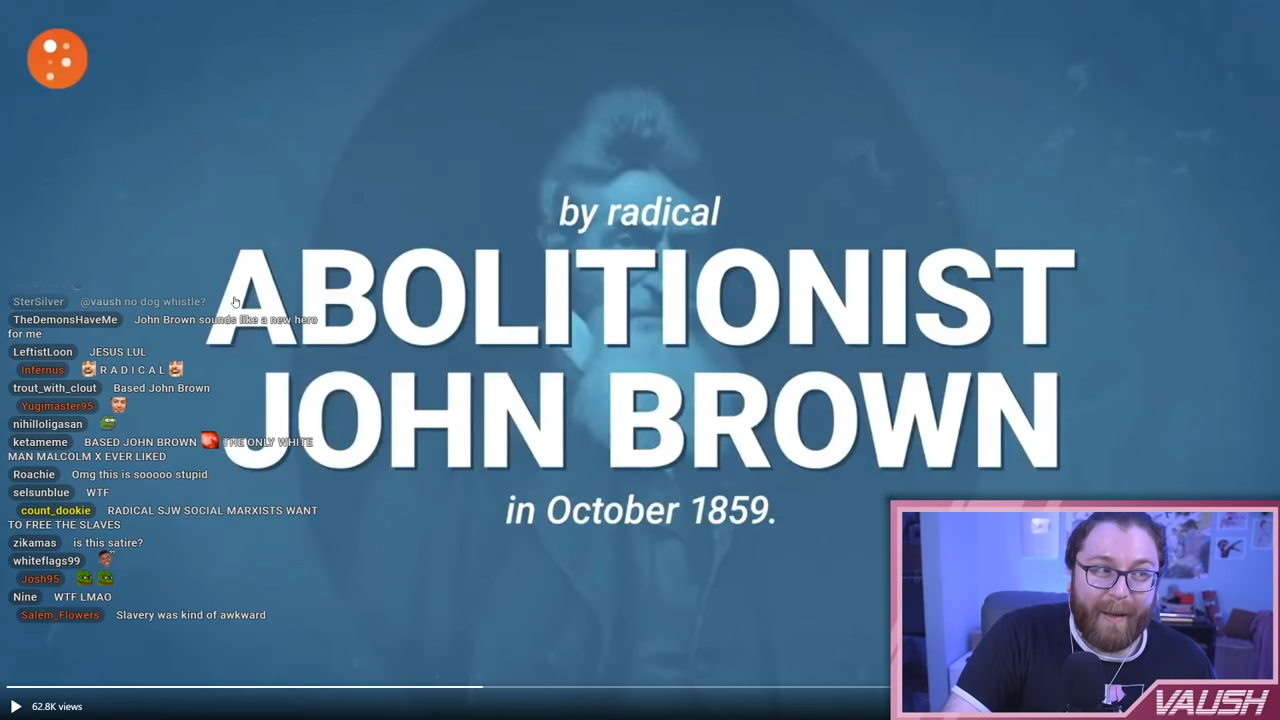 by radical
ABOLITIONIST
JOHN BROWN
in October 1859.
SterSilver @vaush no dog whistle?
TheDemonsHaveMe John Brown sounds like a new hero
for me
LeftistLoon JESUS LUL
Infernus R A D I C A L
trout_with_clout Based John Brown
Yugimaster95
nihilloligasan
ketameme BASED JOHN BROWN THE ONLY WHITE
MAN MALCOLM X EVER LIKED
Roachie Omg this is sooooo stupid
selsunblue WTF
count_dookie RADICAL SJW SOCIAL MARXISTS WANT
TO FREE THE SLAVES
zikamas is this satire?
whiteflags99
Josh95
Nine WTF LMAO
Salem_Flowers Slavery was kind of awkward
62.8K views
VAUSH